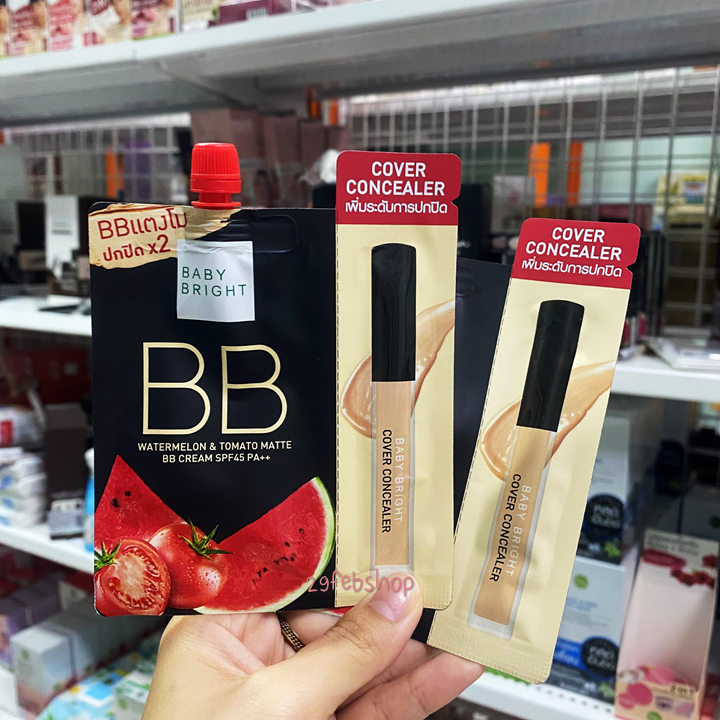 BBแตงโม
ปกปิด x2
BABY
BRIGHT
BB
WATERMELON & TOMATO MATTE
BB CREAM SPF45 PA++
COVER
CONCEALER
เพิ่มระดับการปกปิด
BABY BRIGHT
COVER CONCEALER
COVER
CONCEALER
เพิ่มระดับการปกปิด
BABY BRIGHT
COVER CONCEALER
29febshop